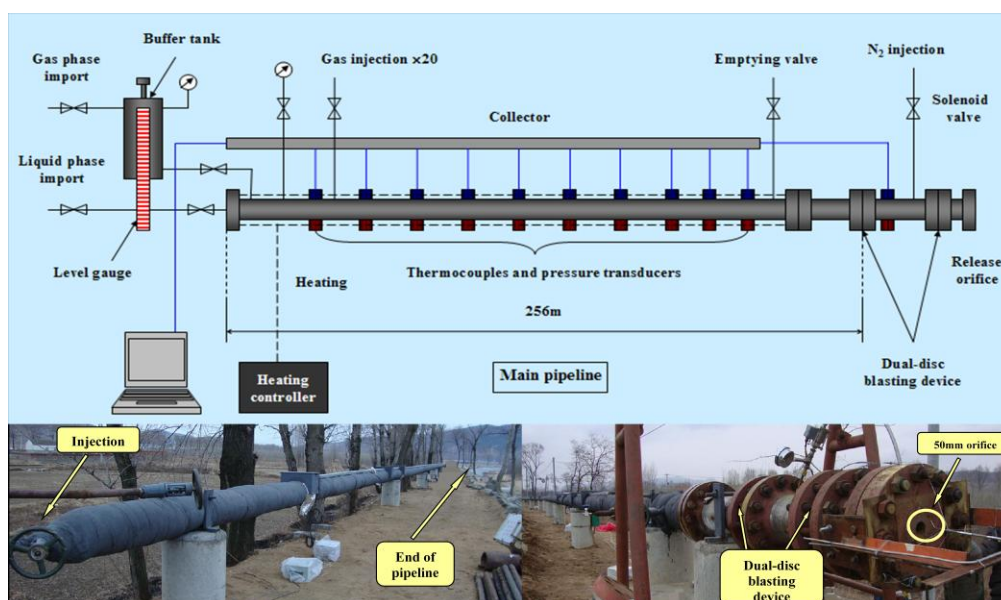 Buffer tank
Gas phase
import
Gas injection ×20
Emptying valve
N₂ injection
Solenoid
valve
Collector
Liquid phase
import
Level gauge
Heating
Thermocouples and pressure transducers
Release
orifice
256m
Heating
controller
Main pipeline
Dual-disc
blasting device
Injection
End of
pipeline
50mm orifice
Dual-disc
blasting
device